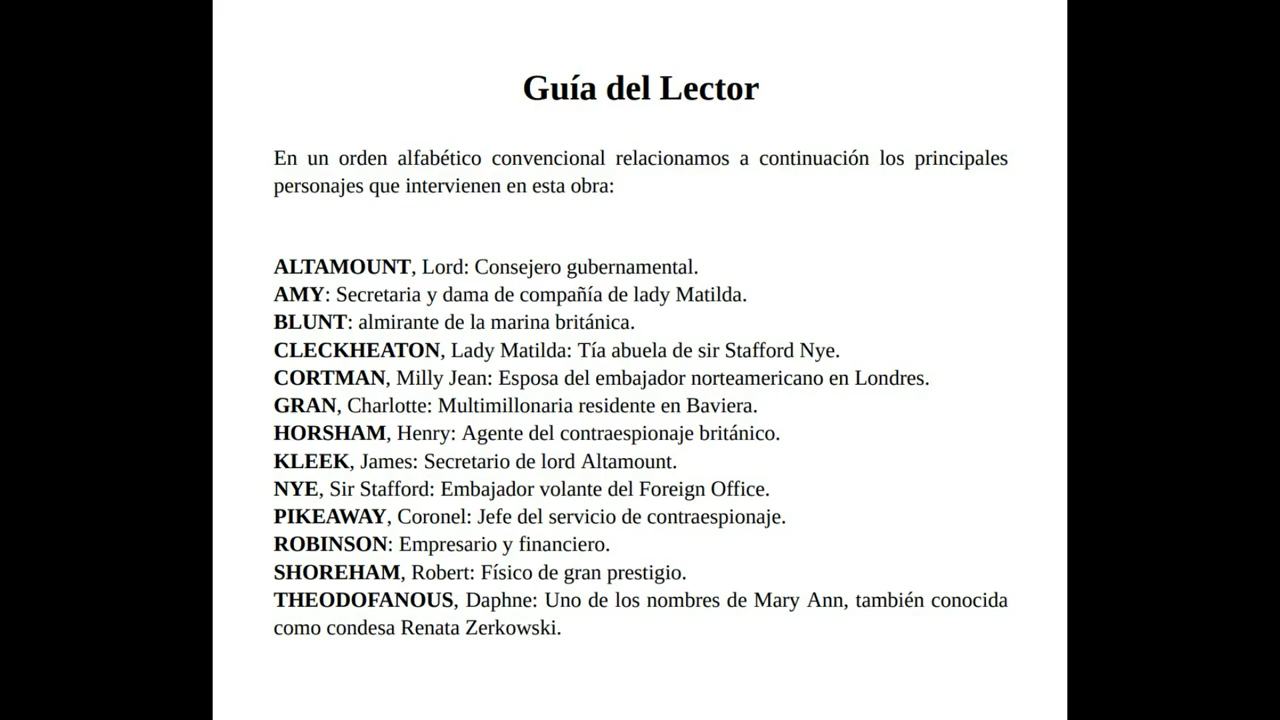 Guía del Lector
En un orden alfabético convencional relacionamos a continuación los principales
personajes que intervienen en esta obra:
ALTAMOUNT, Lord: Consejero gubernamental.
AMY: Secretaria y dama de compañía de lady Matilda.
BLUNT: almirante de la marina británica.
CLECKHEATON, Lady Matilda: Tía abuela de sir Stafford Nye.
CORTMAN, Milly Jean: Esposa del embajador norteamericano en Londres.
GRAN, Charlotte: Multimillonaria residente en Baviera.
HORSHAM, Henry: Agente del contraespionaje británico.
KLEEK, James: Secretario de lord Altamount.
NYE, Sir Stafford: Embajador volante del Foreign Office.
PIKEAWAY, Coronel: Jefe del servicio de contraespionaje.
ROBINSON: Empresario y financiero.
SHOREHAM, Robert: Físico de gran prestigio.
THEODOFANOUS, Daphne: Uno de los nombres de Mary Ann, también conocida
como condesa Renata Zerkowski.